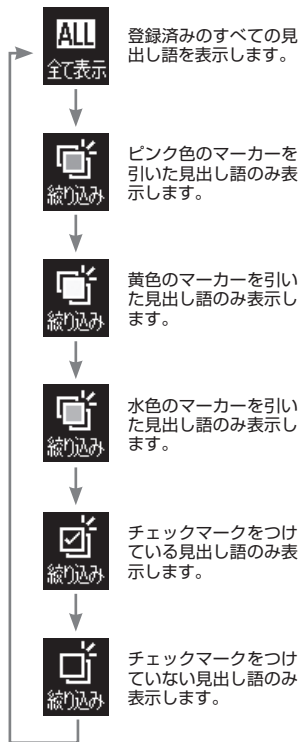 ALL
全て表示
登録済みのすべての見
出し語を表示します。
絞り込み
ピンク色のマーカーを
引いた見出し語のみ表
示します。
絞り込み
黄色のマーカーを引い
た見出し語のみ表示し
ます。
絞り込み
水色のマーカーを引い
た見出し語のみ表示し
ます。
絞り込み
チェックマークをつけ
ている見出し語のみ表
示します。
絞り込み
チェックマークをつけ
ていない見出し語のみ
表示します。